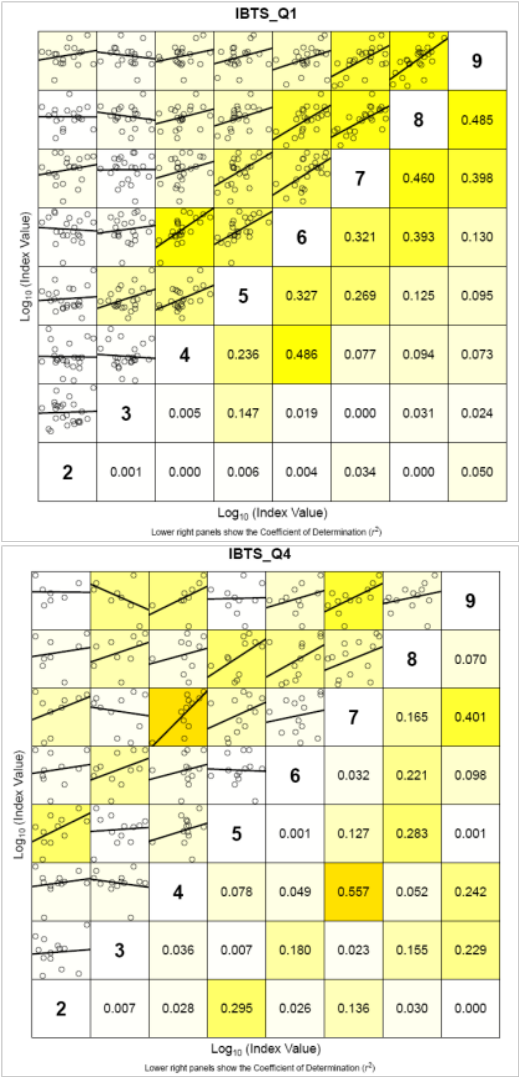 IBTS_Q1
9
8 0.485
7 0.460 0.398
6 0.321 0.393 0.130
5 0.327 0.269 0.125 0.095
4 0.236 0.486 0.077 0.094 0.073
3 0.005 0.147 0.019 0.000 0.031 0.024
2 0.001 0.000 0.006 0.004 0.034 0.000 0.050
Log₁₀ (Index Value)
Log₁₀ (Index Value)
Lower right panels show the Coefficient of Determination (r²)
IBTS_Q4
9
8 0.070
7 0.165 0.401
6 0.032 0.221 0.098
5 0.001 0.127 0.283 0.001
4 0.078 0.049 0.557 0.052 0.242
3 0.036 0.007 0.180 0.023 0.155 0.229
2 0.007 0.028 0.295 0.026 0.136 0.030 0.000
Log₁₀ (Index Value)
Log₁₀ (Index Value)
Lower right panels show the Coefficient of Determination (r²)